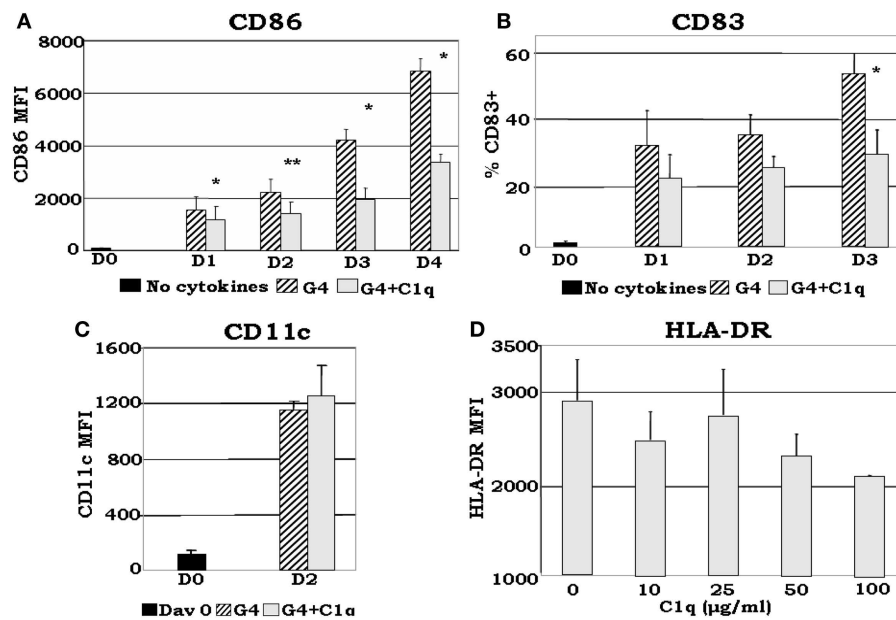 A
CD86
CD86 MFI
8000
6000
4000
2000
0
* ** * *
D0 D1 D2 D3 D4
No cytokines G4 G4+C1q
B
CD83
% CD83+
60
40
20
0
*
D0 D1 D2 D3
No cytokines G4 G4+C1q
C
CD11c
CD11c MFI
1600
1200
800
400
0
D0 D2
Dav 0 G4 G4+C1q
D
HLA-DR
HLA-DR MFI
3500
3000
2000
1000
0 10 25 50 100
C1q (µg/ml)